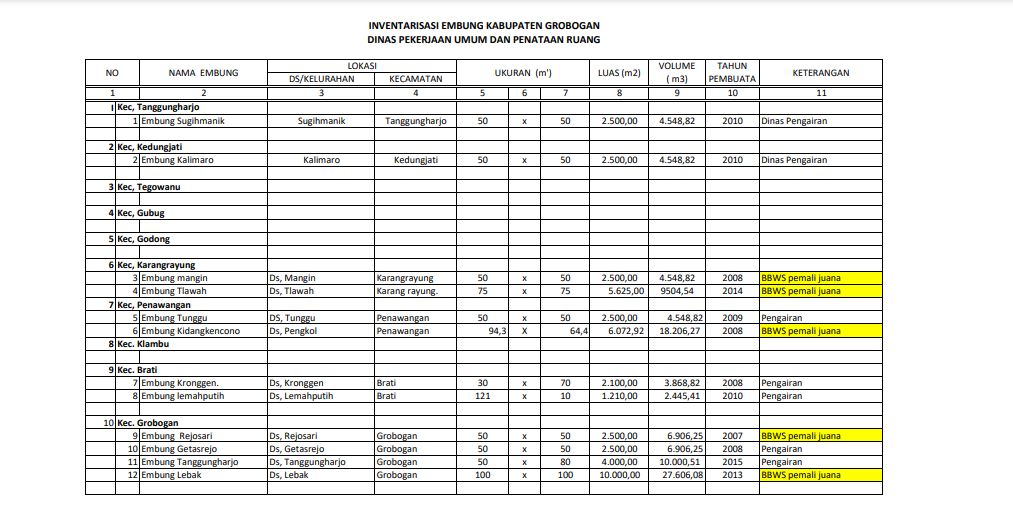 INVENTARISASI EMBUNG KABUPATEN GROBOGAN
DINAS PEKERJAAN UMUM DAN PENATAAN RUANG
NO NAMA EMBUNG LOKASI UKURAN (m') LUAS (m2) VOLUME ( m3) TAHUN PEMBUATA KETERANGAN
DS/KELURAHAN KECAMATAN
1 2 3 4 5 6 7 8 9 10 11
I Kec, Tanggungharjo
1 Embung Sugihmanik Sugihmanik Tanggungharjo 50 x 50 2.500,00 4.548,82 2010 Dinas Pengairan
2 Kec, Kedungjati
2 Embung Kalimaro Kalimaro Kedungjati 50 x 50 2.500,00 4.548,82 2010 Dinas Pengairan
3 Kec, Tegowanu
4 Kec, Gubug
5 Kec, Godong
6 Kec, Karangrayung
3 Embung mangin Ds, Mangin Karangrayung 50 x 50 2.500,00 4.548,82 2008 BBWS pemali juana
4 Embung Tlawah Ds, Tlawah Karang rayung. 75 x 75 5.625,00 9504,54 2014 BBWS pemali juana
7 Kec, Penawangan
5 Embung Tunggu DS, Tunggu Penawangan 50 x 50 2.500,00 4.548,82 2009 Pengairan
6 Embung Kidangkencono Ds, Pengkol Penawangan 94,3 X 64,4 6.072,92 18.206,27 2008 BBWS pemali juana
8 Kec. Klambu
9 Kec. Brati
7 Embung Kronggen. Ds, Kronggen Brati 30 x 70 2.100,00 3.868,82 2008 Pengairan
8 Embung lemahputih Ds, Lemahputih Brati 121 x 10 1.210,00 2.445,41 2010 Pengairan
10 Kec. Grobogan
9 Embung Rejosari Ds, Rejosari Grobogan 50 x 50 2.500,00 6.906,25 2007 BBWS pemali juana
10 Embung Getasrejo Ds, Getasrejo Grobogan 50 x 50 2.500,00 6.906,25 2008 Pengairan
11 Embung Tanggungharjo Ds, Tanggungharjo Grobogan 50 x 80 4.000,00 10.000,51 2015 Pengairan
12 Embung Lebak Ds, Lebak Grobogan 100 x 100 10.000,00 27.606,08 2013 BBWS pemali juana